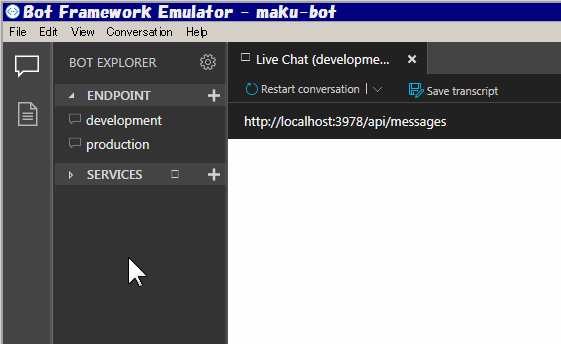 Bot Framework Emulator - maku-bot
File Edit View Conversation Help
BOT EXPLORER
Live Chat (developme...
ENDPOINT
Restart conversation
Save transcript
development
http://localhost:3978/api/messages
production
SERVICES